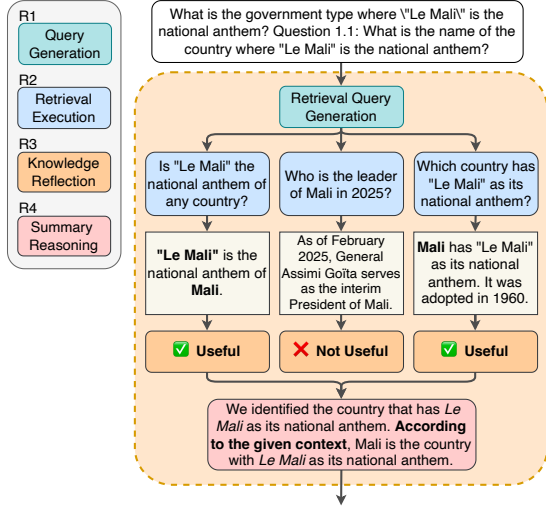 R1
Query
Generation
R2
Retrieval
Execution
R3
Knowledge
Reflection
R4
Summary
Reasoning
What is the government type where \"Le Mali\" is the
national anthem? Question 1.1: What is the name of the
country where "Le Mali" is the national anthem?
Retrieval Query
Generation
Is "Le Mali" the
national anthem of
any country?
Who is the leader
of Mali in 2025?
Which country has
"Le Mali" as its
national anthem?
"Le Mali" is the
national anthem of
Mali.
As of February
2025, General
Assimi Goïta serves
as the interim
President of Mali.
Mali has "Le Mali"
as its national
anthem. It was
adopted in 1960.
Useful
Not Useful
Useful
We identified the country that has Le
Mali as its national anthem. According
to the given context, Mali is the country
with Le Mali as its national anthem.